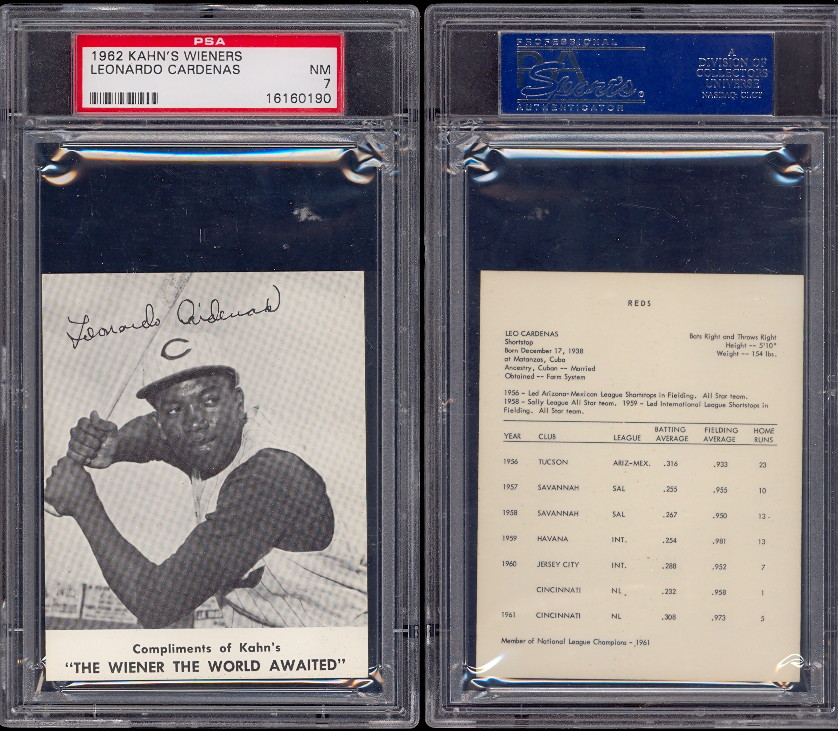 PSA
1962 KAHN'S WIENERS
LEONARDO CARDENAS
NM
7
16160190
Leonardo Cardenas
C
Compliments of Kahn's
"THE WIENER THE WORLD AWAITED"
PROFESSIONAL
PSA
Sports®
AUTHENTICATOR
A
DIVISION OF
COLLECTORS
UNIVERSE
NASDAQ: CLCT
REDS
LEO CARDENAS
Shortstop
Born December 17, 1938
at Matanzas, Cuba
Ancestry, Cuban -- Married
Obtained -- Farm System
Bats Right and Throws Right
Height -- 5'10"
Weight -- 154 lbs.
1956 - Led Arizona-Mexican League Shortstops in Fielding. All Star team.
1958 - Sally League All Star team. 1959 - Led International League Shortstops in
Fielding. All Star team.
YEAR CLUB LEAGUE BATTING AVERAGE FIELDING AVERAGE HOME RUNS
1956 TUCSON ARIZ-MEX. .316 .933 23
1957 SAVANNAH SAL .255 .955 10
1958 SAVANNAH SAL .267 .950 13
1959 HAVANA INT. .254 .981 13
1960 JERSEY CITY INT. .288 .952 7
CINCINNATI NL .232 .958 1
1961 CINCINNATI NL .308 .973 5
Member of National League Champions - 1961